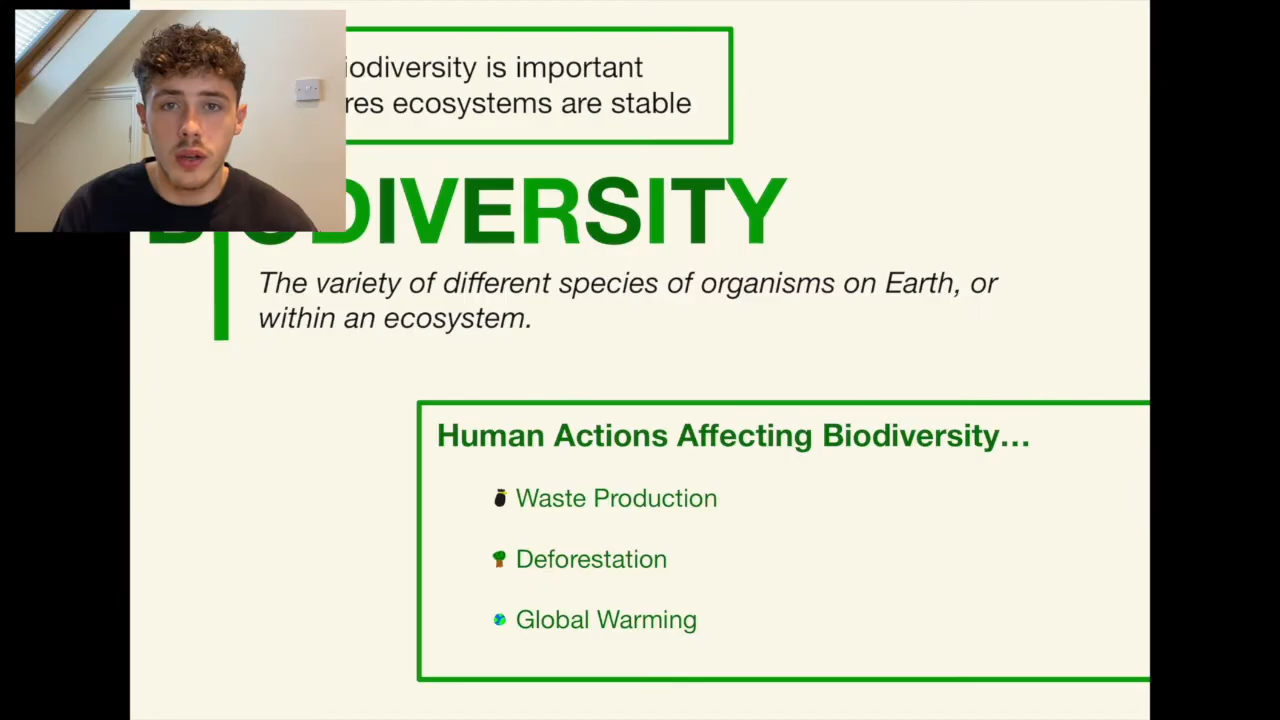 iodiversity is important
res ecosystems are stable
BIODIVERSITY
The variety of different species of organisms on Earth, or
within an ecosystem.
Human Actions Affecting Biodiversity...
Waste Production
Deforestation
Global Warming